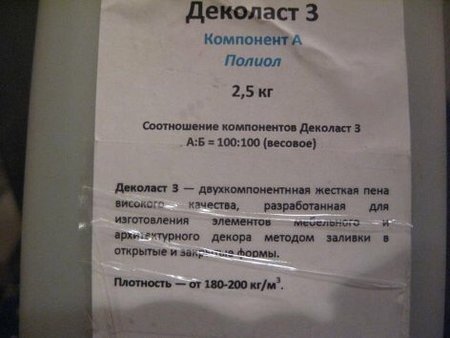 Деколаст 3
Компонент А
Полиол
2,5 кг
Соотношение компонентов Деколаст 3
А:Б = 100:100 (весовое)
Деколаст 3 — двухкомпонентнная жесткая пена
високого качества, разработанная для
изготовления элементов мебельного и
архитектурного декора методом заливки в
открытые и закрытые формы.
Плотность — от 180-200 кг/м³.